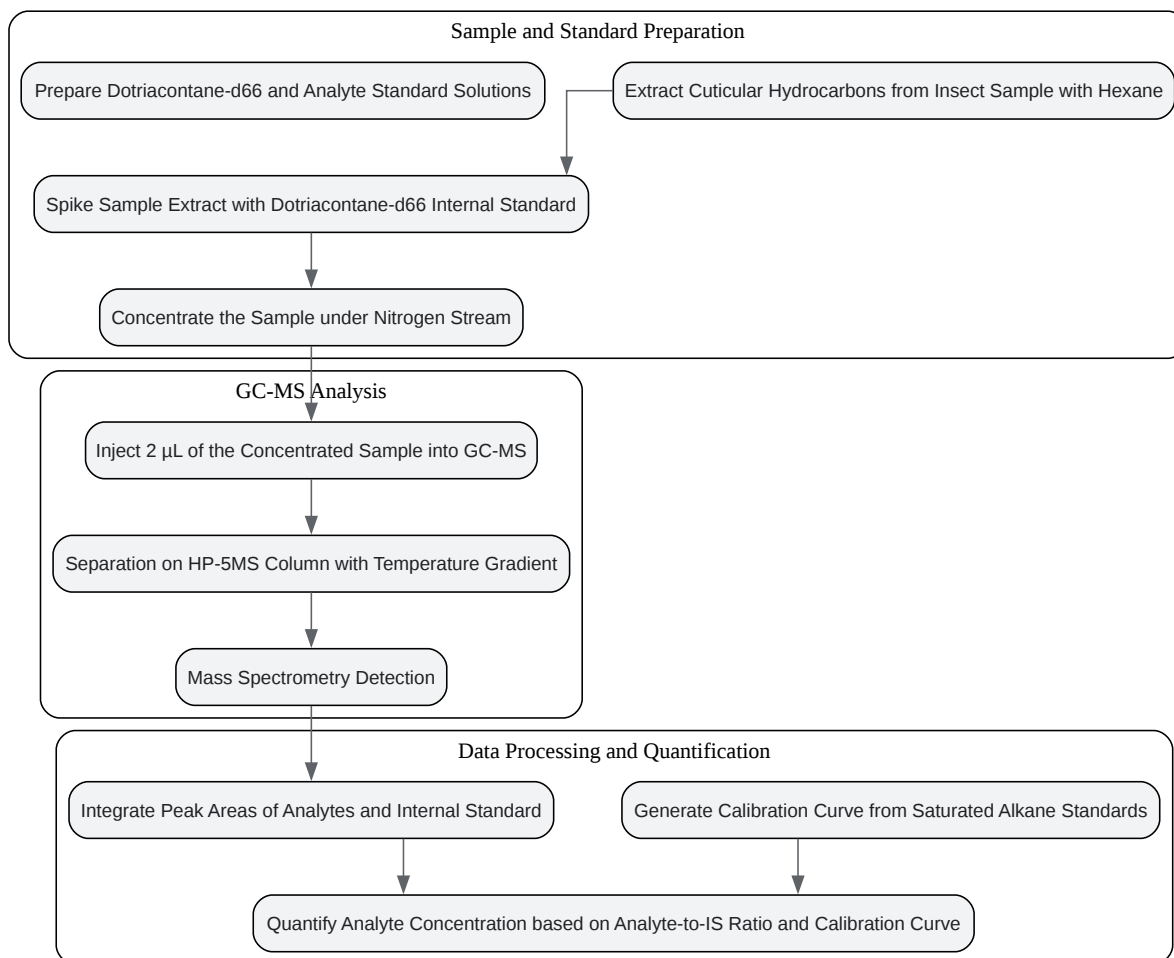 Sample and Standard Preparation
Prepare Dotriacontane-d66 and Analyte Standard Solutions
Extract Cuticular Hydrocarbons from Insect Sample with Hexane
Spike Sample Extract with Dotriacontane-d66 Internal Standard
Concentrate the Sample under Nitrogen Stream
GC-MS Analysis
Inject 2 µL of the Concentrated Sample into GC-MS
Separation on HP-5MS Column with Temperature Gradient
Mass Spectrometry Detection
Data Processing and Quantification
Integrate Peak Areas of Analytes and Internal Standard
Generate Calibration Curve from Saturated Alkane Standards
Quantify Analyte Concentration based on Analyte-to-IS Ratio and Calibration Curve